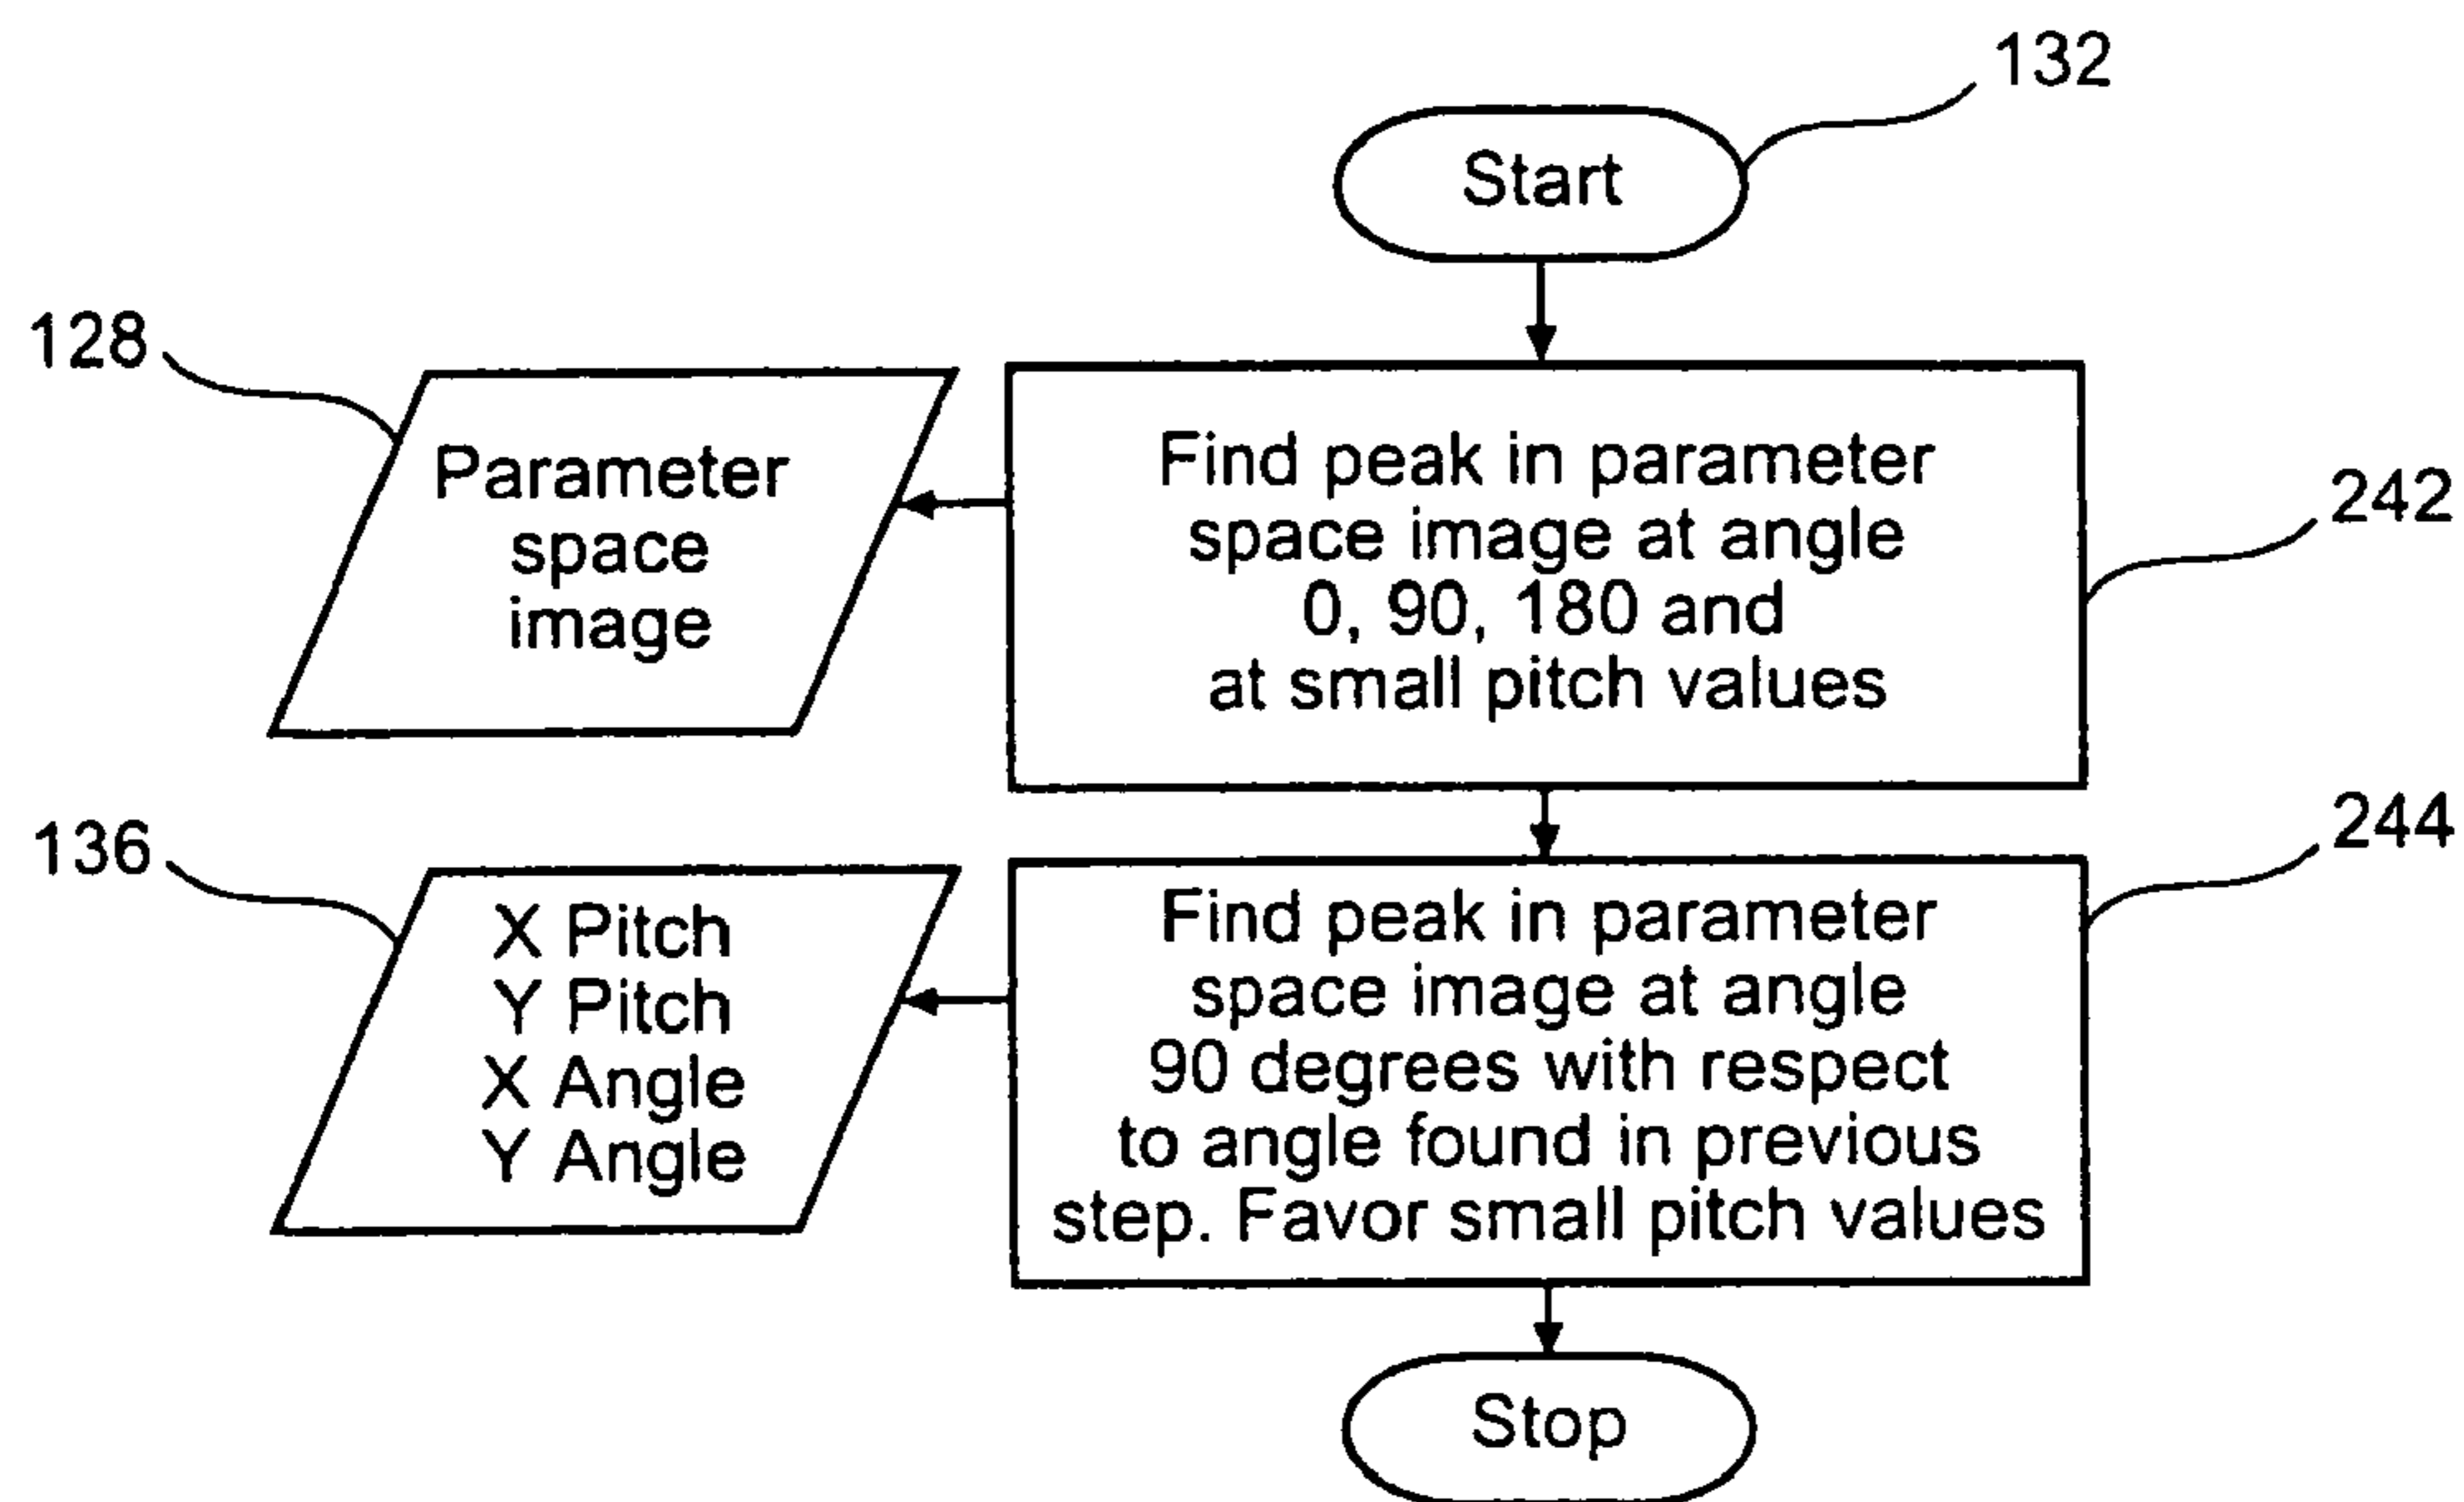 132
Start
128
Parameter
space
image
Find peak in parameter
space image at angle
0, 90, 180 and
at small pitch values
242
136
X Pitch
Y Pitch
X Angle
Y Angle
Find peak in parameter
space image at angle
90 degrees with respect
to angle found in previous
step. Favor small pitch values
244
Stop